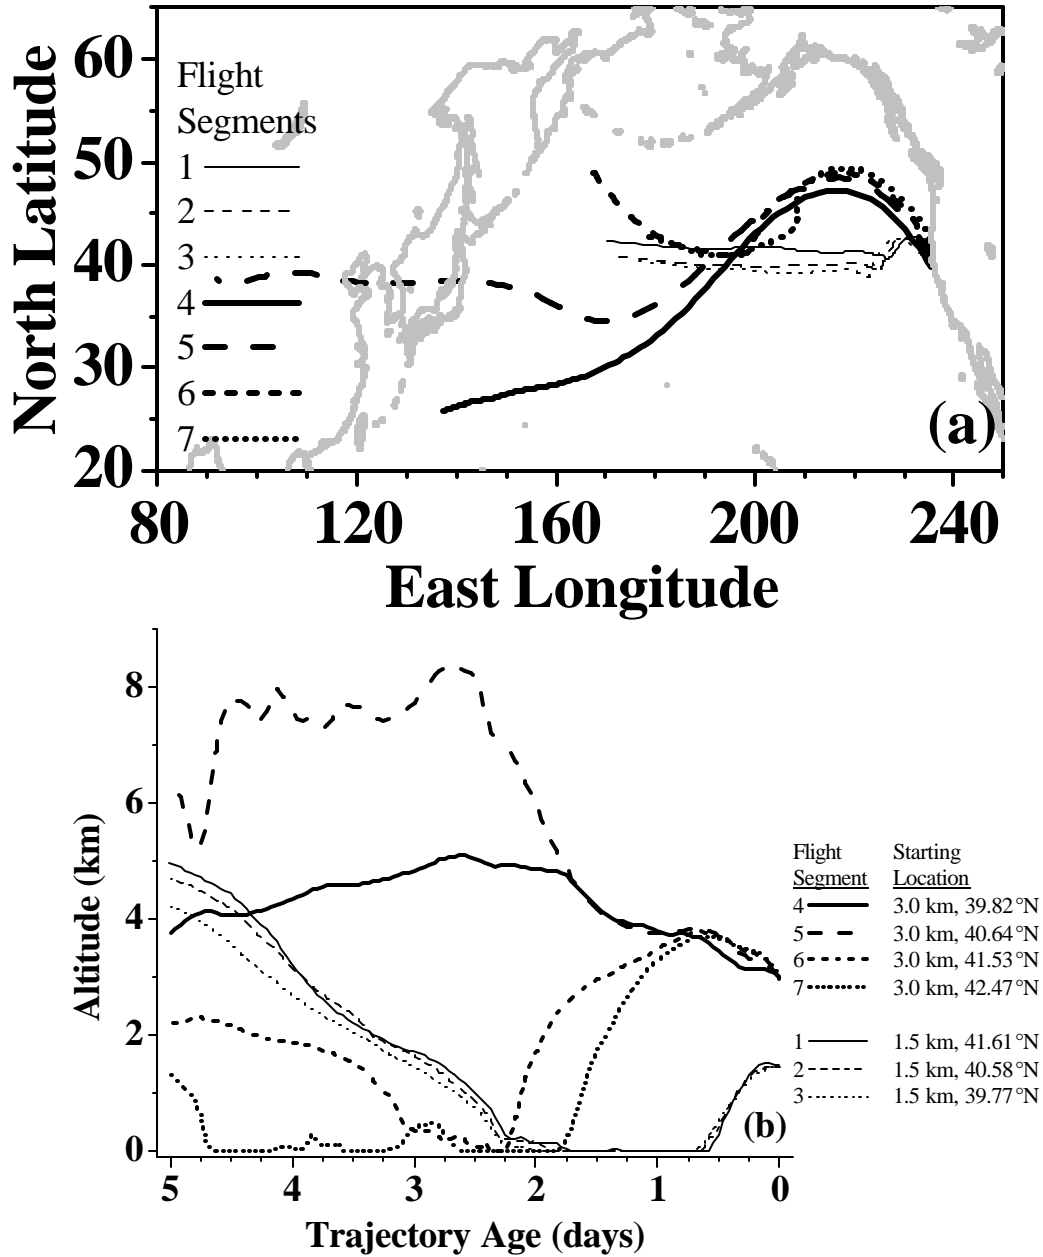 60
50
40
30
20
North Latitude
Flight
Segments
1
2
3
4
5
6
7
(a)
80 120 160 200 240
East Longitude
8
6
4
2
0
Altitude (km)
(b)
5 4 3 2 1 0
Trajectory Age (days)
Flight Starting
Segment Location
4 3.0 km, 39.82°N
5 3.0 km, 40.64°N
6 3.0 km, 41.53°N
7 3.0 km, 42.47°N
1 1.5 km, 41.61°N
2 1.5 km, 40.58°N
3 1.5 km, 39.77°N